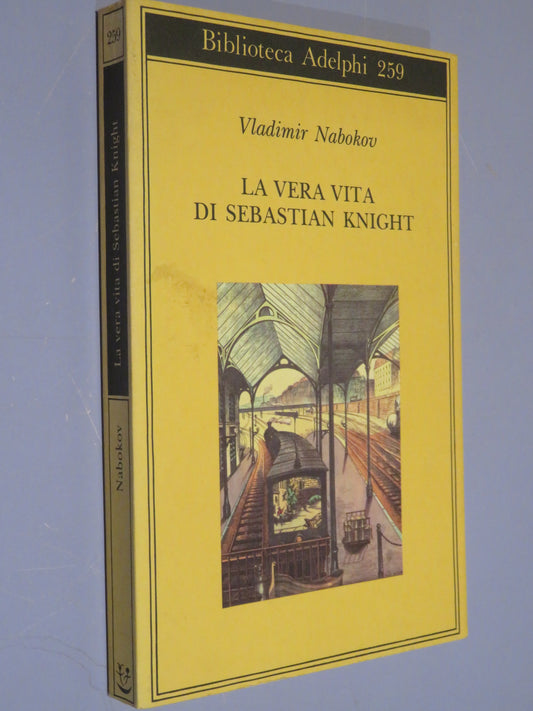 Biblioteca Adelphi 259
Vladimir Nabokov
LA VERA VITA
DI SEBASTIAN KNIGHT
259
La vera vita di Sebastian Knight
Nabokov